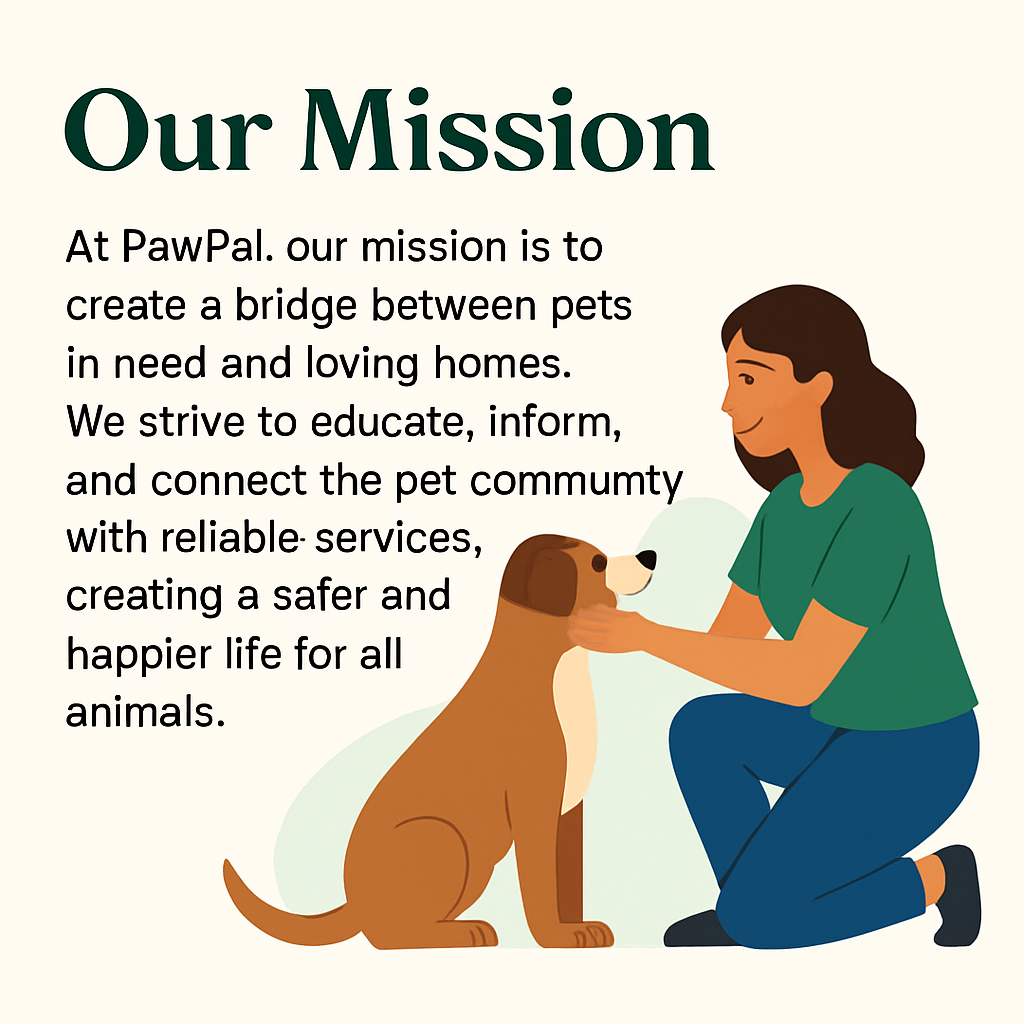 Our Mission
At PawPal. our mission is to
create a bridge between pets
in need and loving homes.
We strive to educate, inform,
and connect the pet commumty
with reliable· services,
creating a safer and
happier life for all
animals.